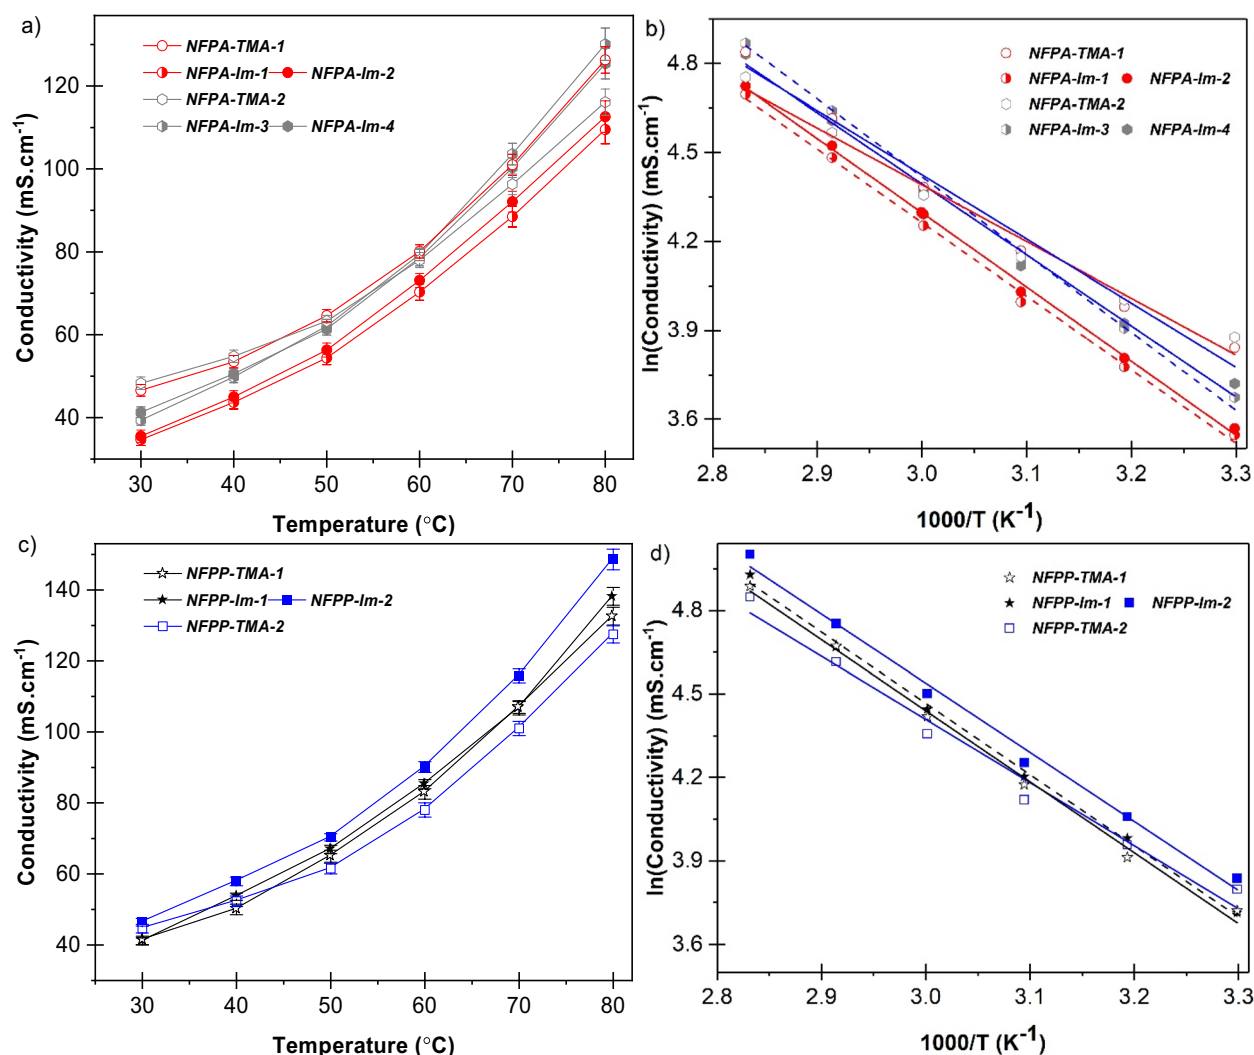 a)
NFPA-TMA-1
NFPA-Im-1 NFPA-Im-2
NFPA-TMA-2
NFPA-Im-3 NFPA-Im-4
Conductivity (mS.cm-1)
120
100
80
60
40
30 40 50 60 70 80
Temperature (°C)
b)
NFPA-TMA-1
NFPA-Im-1 NFPA-Im-2
NFPA-TMA-2
NFPA-Im-3 NFPA-Im-4
ln(Conductivity) (mS.cm-1)
4.8
4.5
4.2
3.9
3.6
2.8 2.9 3.0 3.1 3.2 3.3
1000/T (K-1)
c)
NFPP-TMA-1
NFPP-Im-1 NFPP-Im-2
NFPP-TMA-2
Conductivity (mS.cm-1)
140
120
100
80
60
40
30 40 50 60 70 80
Temperature (°C)
d)
NFPP-TMA-1
NFPP-Im-1 NFPP-Im-2
NFPP-TMA-2
ln(Conductivity) (mS.cm-1)
4.8
4.5
4.2
3.9
3.6
2.8 2.9 3.0 3.1 3.2 3.3
1000/T (K-1)